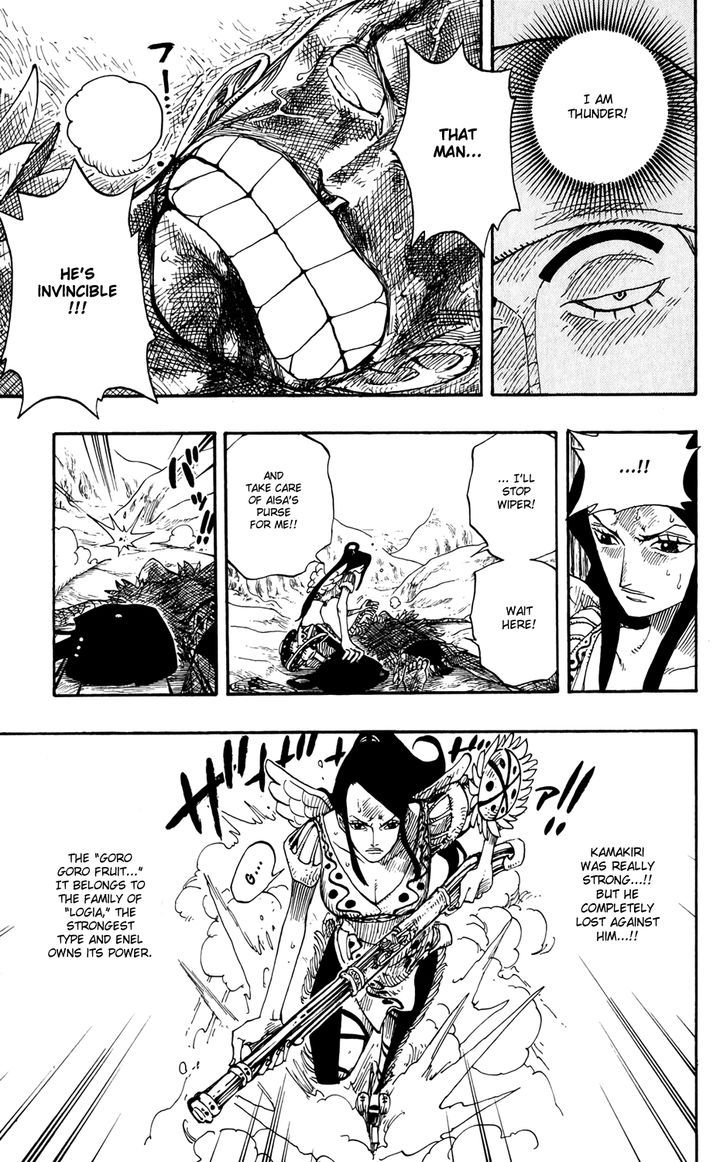 I AM
THUNDER!
THAT
MAN...
HE'S
INVINCIBLE
!!!
...!!
... I'LL
STOP
WIPER!
WAIT
HERE!
AND
TAKE CARE
OF AISA'S
PURSE
FOR ME!!
KAMAKIRI
WAS REALLY
STRONG...!!
BUT HE
COMPLETELY
LOST AGAINST
HIM...!!
...
THE "GORO
GORO FRUIT..."
IT BELONGS TO
THE FAMILY OF
"LOGIA," THE
STRONGEST
TYPE AND ENEL
OWNS ITS POWER.